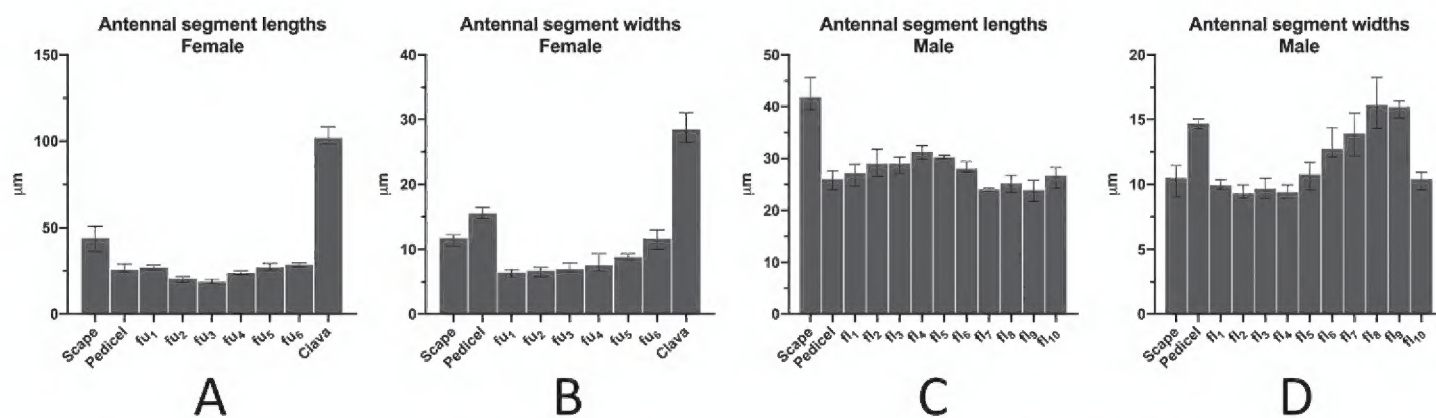 Antennal segment lengths
Female
150
100
50
0
μm
Scape
Pedicel
fu1
fu2
fu3
fu4
fu5
fu6
Clava
A
Antennal segment widths
Female
40
30
20
10
0
μm
Scape
Pedicel
fu1
fu2
fu3
fu4
fu5
fu6
Clava
B
Antennal segment lengths
Male
50
40
30
20
10
0
μm
Scape
Pedicel
fl1
fl2
fl3
fl4
fl5
fl6
fl7
fl8
fl9
fl10
C
Antennal segment widths
Male
20
15
10
5
0
μm
Scape
Pedicel
fl1
fl2
fl3
fl4
fl5
fl6
fl7
fl8
fl9
fl10
D